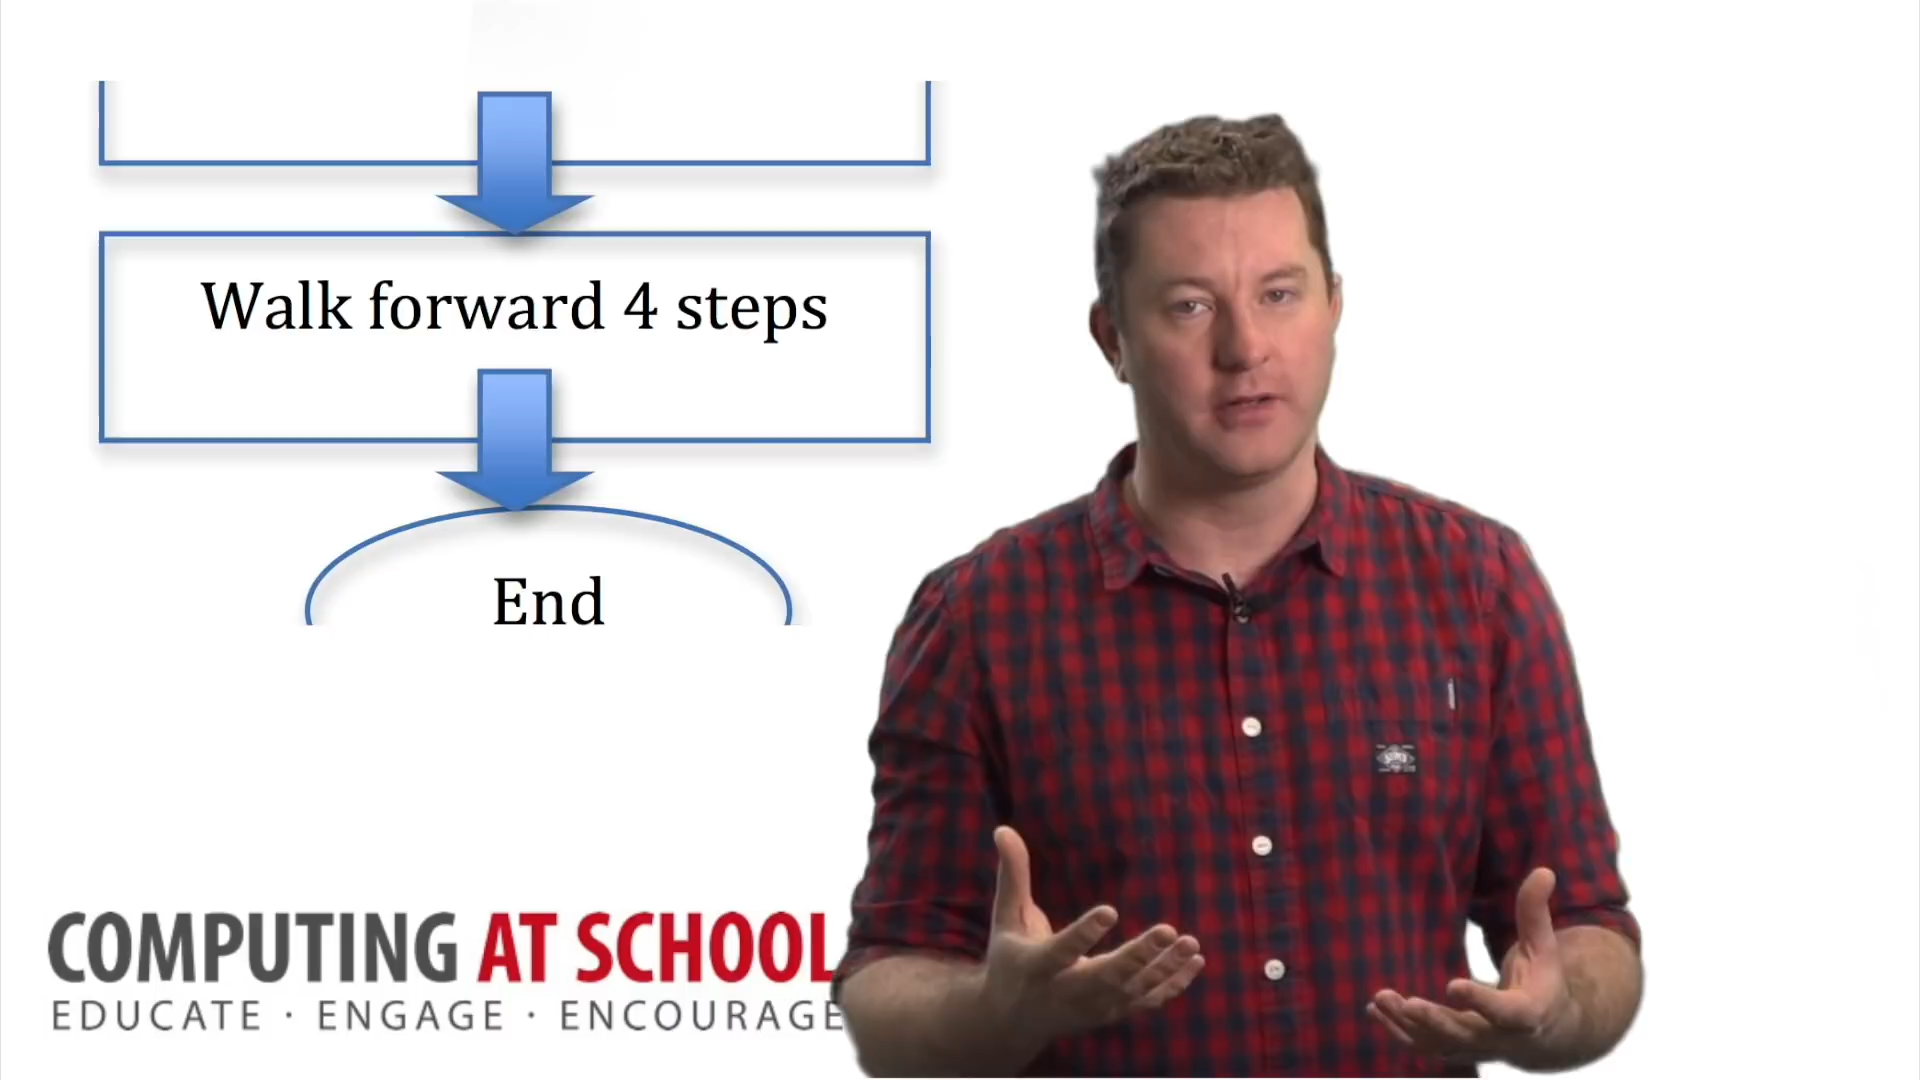 Walk forward 4 steps
End
COMPUTING AT SCHOOL
EDUCATE · ENGAGE · ENCOURAGE